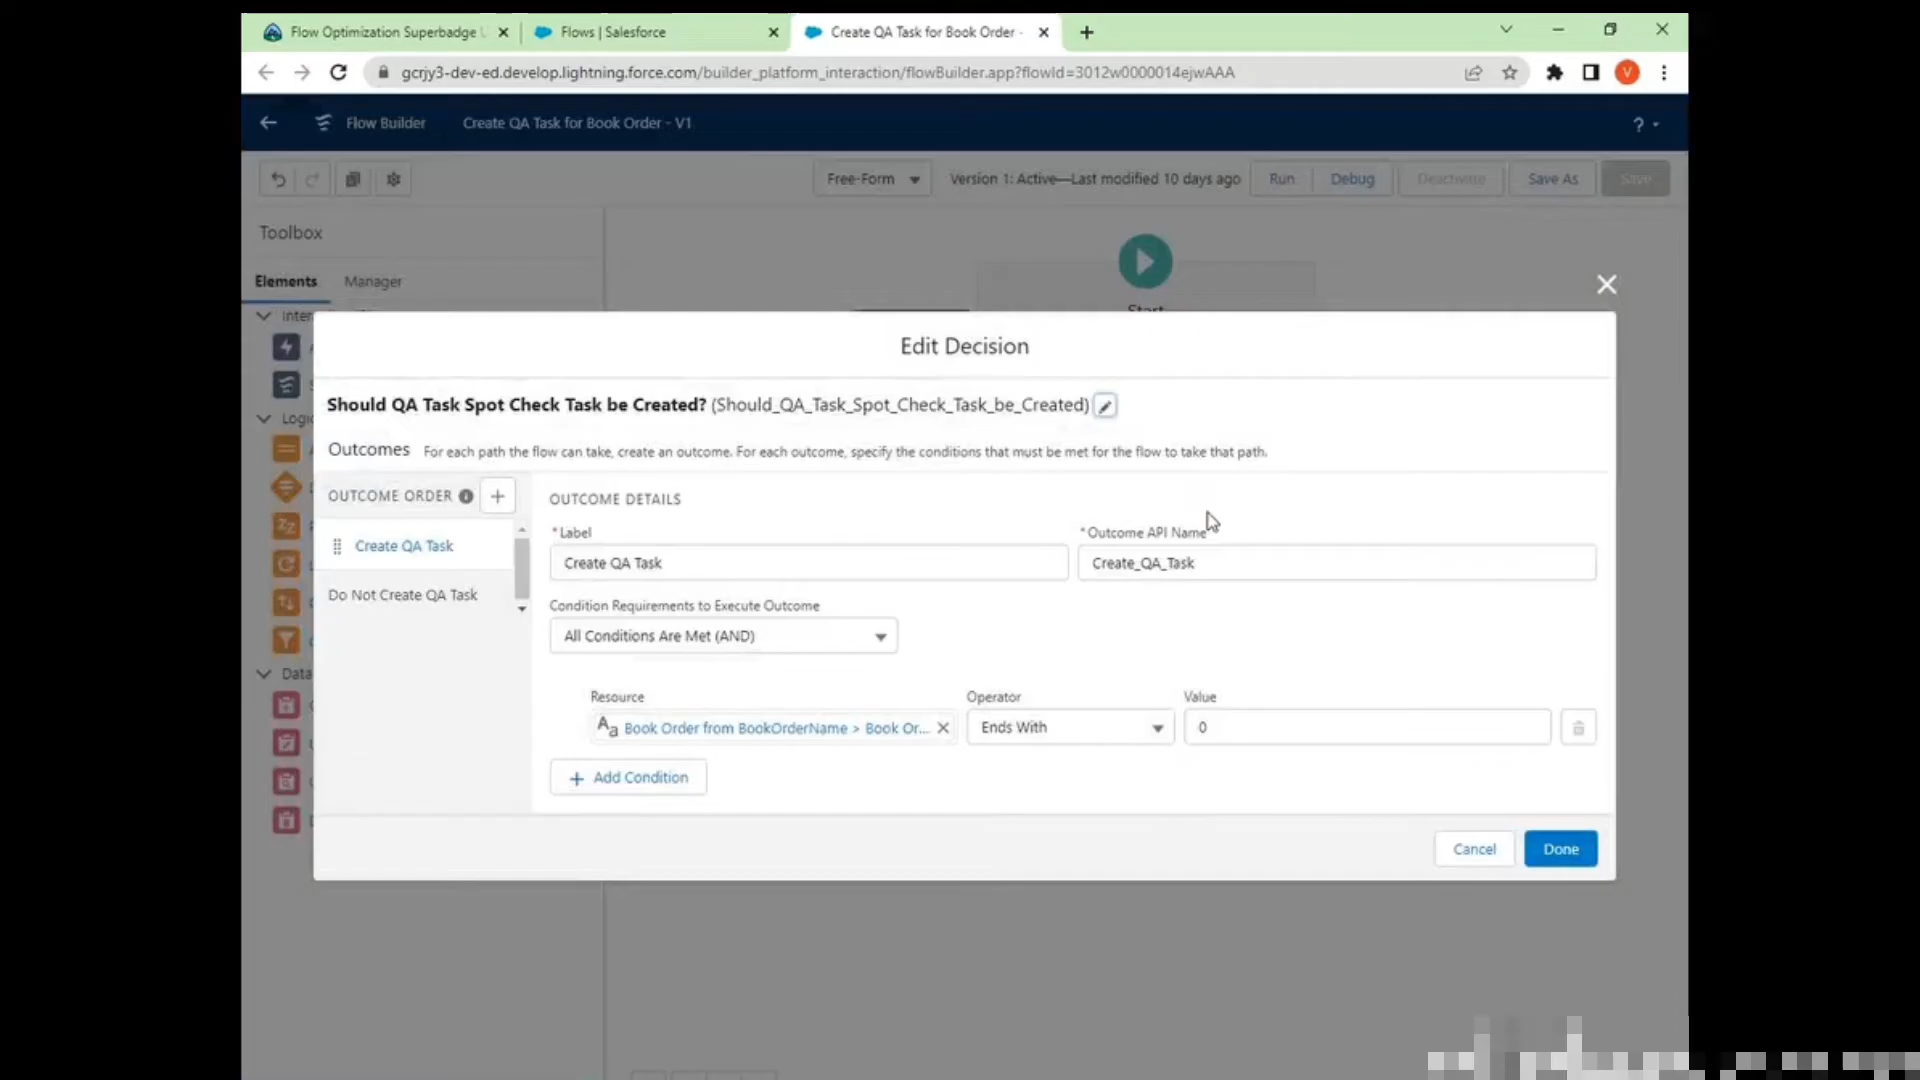 Flow Optimization Superbadge
Flows | Salesforce
Create QA Task for Book Order -
gcrjy3-dev-ed.develop.lightning.force.com/builder_platform_interaction/flowBuilder.app?flowId=3012w0000014ejwAAA
V
Flow Builder
Create QA Task for Book Order - V1
?
Free-Form
Version 1: Active—Last modified 10 days ago
Run
Debug
Deactivate
Save As
Save
Toolbox
Elements
Manager
Start
Edit Decision
Should QA Task Spot Check Task be Created? (Should_QA_Task_Spot_Check_Task_be_Created)
Outcomes For each path the flow can take, create an outcome. For each outcome, specify the conditions that must be met for the flow to take that path.
OUTCOME ORDER
OUTCOME DETAILS
* Label
* Outcome API Name
Create QA Task
Create QA Task
Create_QA_Task
Do Not Create QA Task
Condition Requirements to Execute Outcome
All Conditions Are Met (AND)
Data
Resource
Operator
Value
Aa Book Order from BookOrderName > Book Or...
Ends With
0
+ Add Condition
Cancel
Done